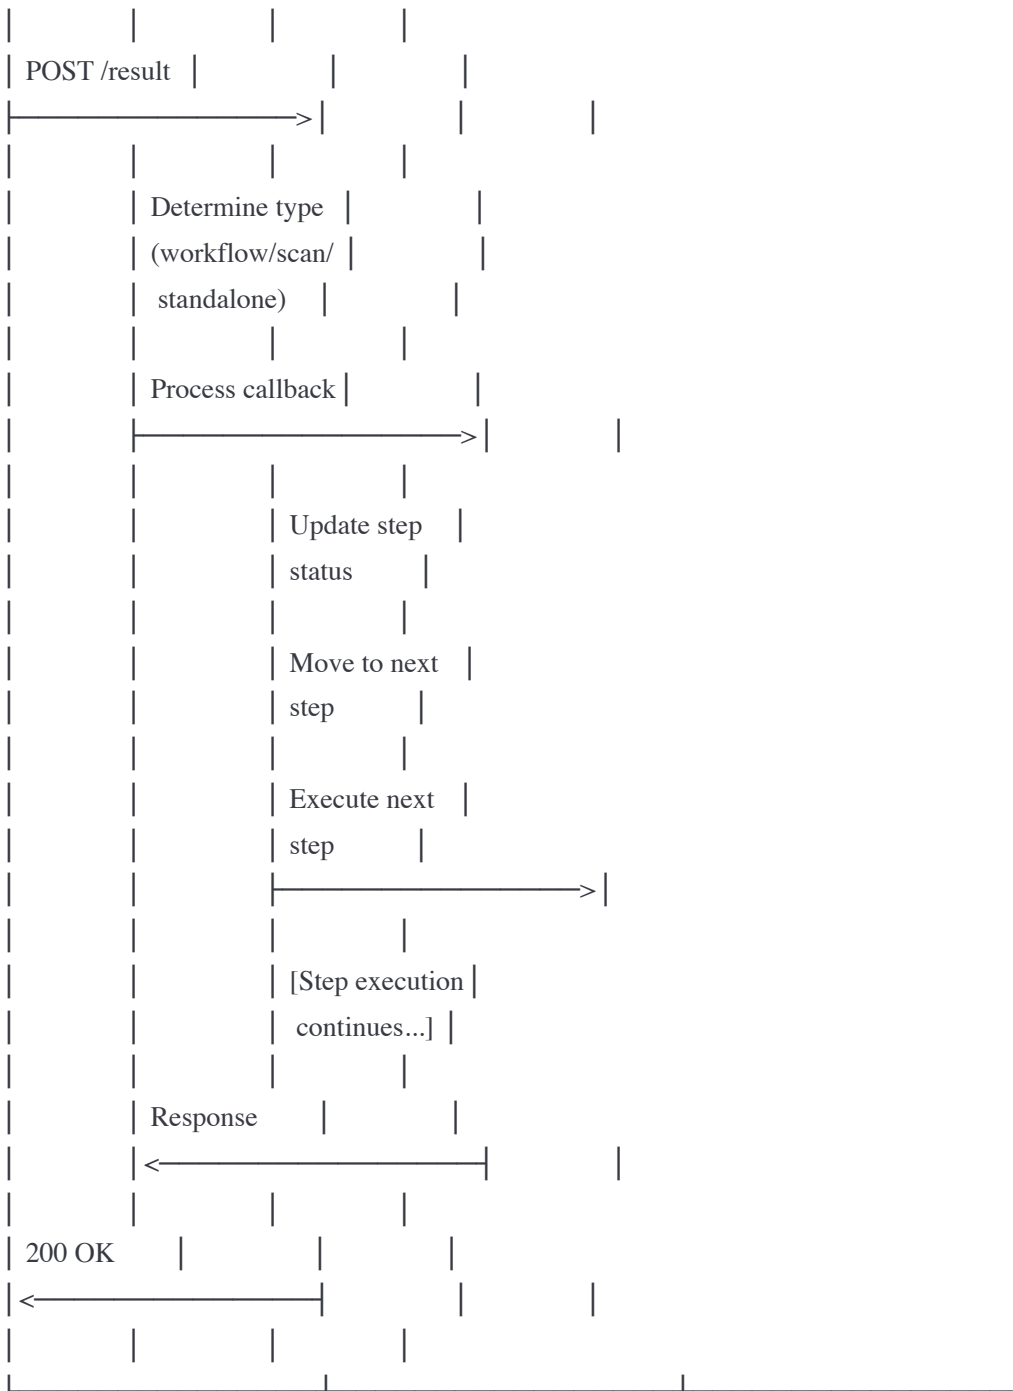 POST /result
Determine type
(workflow/scan/
standalone)
Process callback
Update step
status
Move to next
step
Execute next
step
[Step execution
continues...]
Response
200 OK